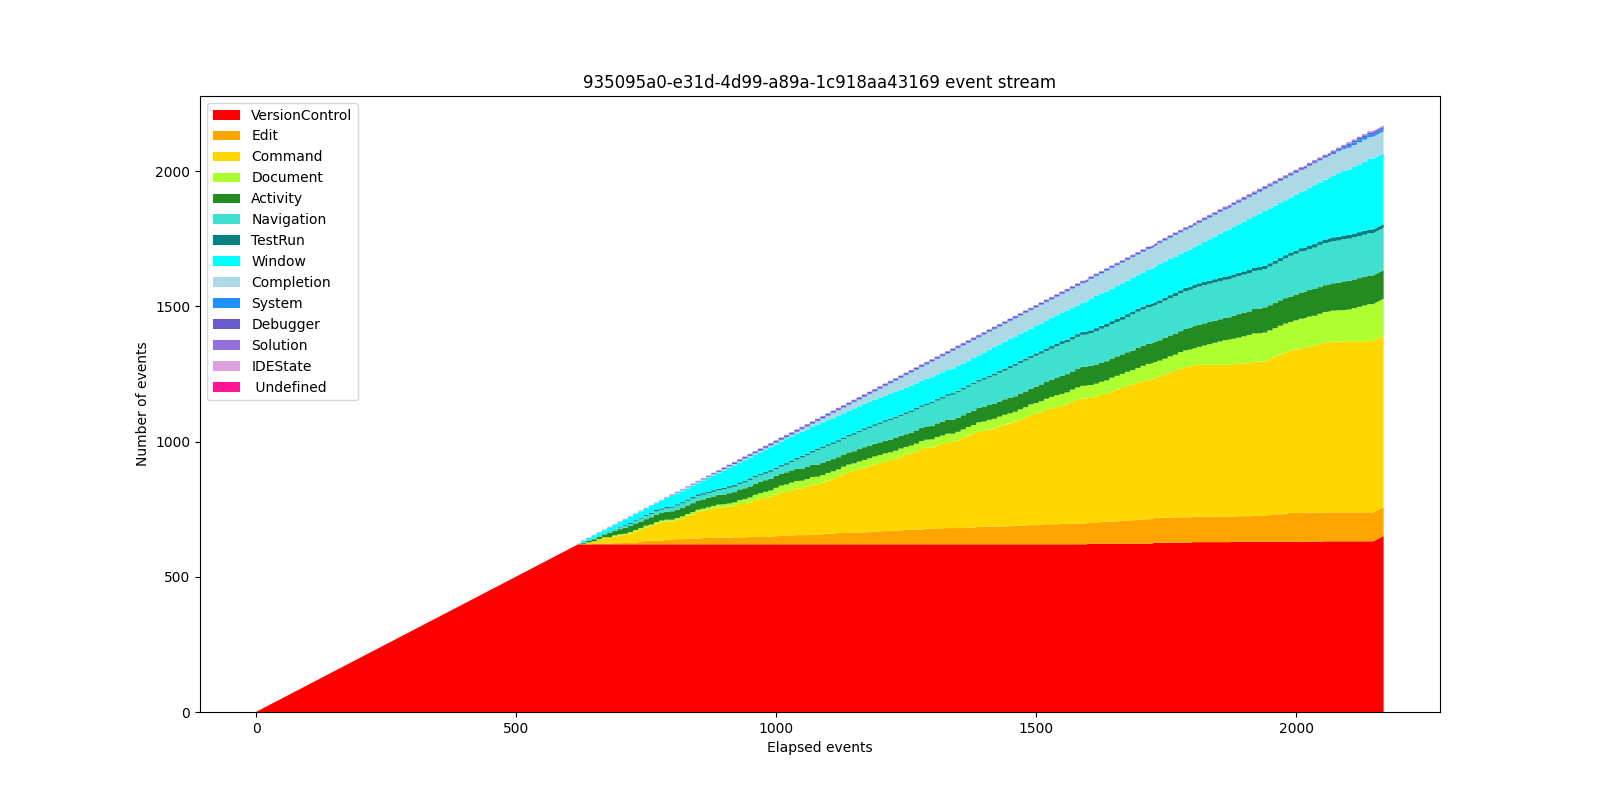 935095a0-e31d-4d99-a89a-1c918aa43169 event stream
VersionControl
Edit
Command
Document
Activity
Navigation
TestRun
Window
Completion
System
Debugger
Solution
IDEState
Undefined
Number of events
2000
1500
1000
500
0
0 500 1000 1500 2000
Elapsed events